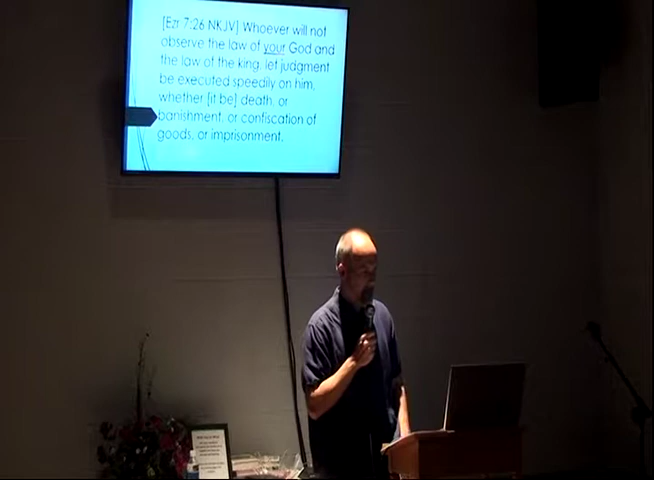 [Ezr 7:26 NKJV] Whoever will not
observe the law of your God and
the law of the king, let judgment
be executed speedily on him,
whether [it be] death, or
banishment, or confiscation of
goods, or imprisonment.